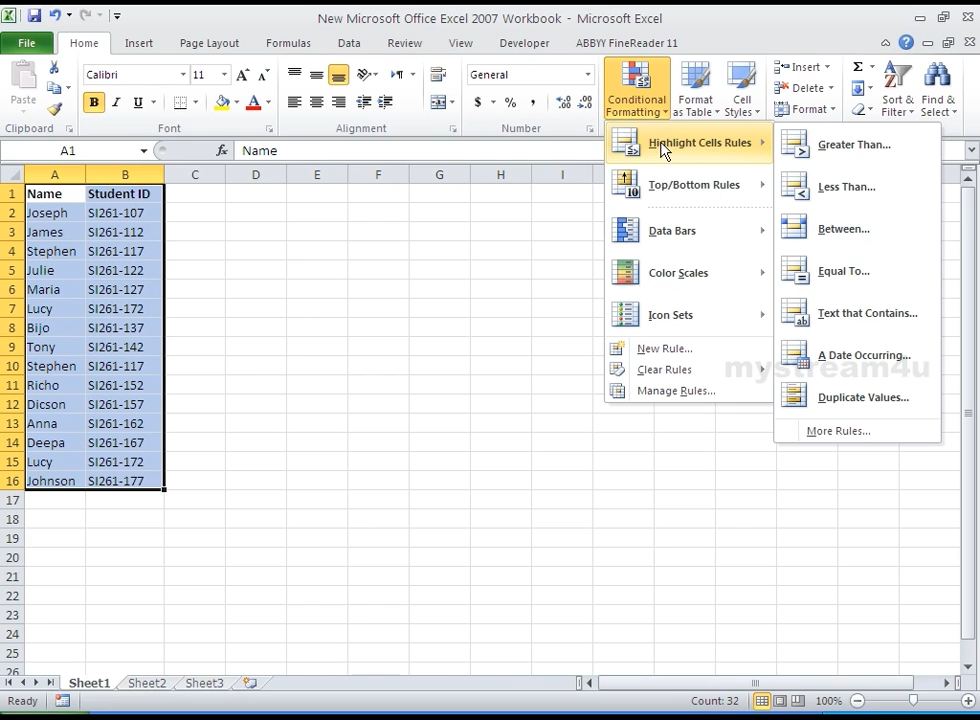 New Microsoft Office Excel 2007 Workbook - Microsoft Excel
File Home Insert Page Layout Formulas Data Review View Developer ABBYY FineReader 11
Paste
Calibri 11
B I U
General
$ % ,
Conditional Formatting
Format as Table
Cell Styles
Insert
Delete
Format
Sort & Filter
Find & Select
Clipboard Font Alignment Number
A1 fx Name
Highlight Cells Rules
Top/Bottom Rules
Data Bars
Color Scales
Icon Sets
New Rule...
Clear Rules
Manage Rules...
Greater Than...
Less Than...
Between...
Equal To...
Text that Contains...
A Date Occurring...
Duplicate Values...
More Rules...
mystream4u
A B C D E F G H I
1 Name Student ID
2 Joseph SI261-107
3 James SI261-112
4 Stephen SI261-117
5 Julie SI261-122
6 Maria SI261-127
7 Lucy SI261-172
8 Bijo SI261-137
9 Tony SI261-142
10 Stephen SI261-117
11 Richo SI261-152
12 Dicson SI261-157
13 Anna SI261-162
14 Deepa SI261-167
15 Lucy SI261-172
16 Johnson SI261-177
17
18
19
20
21
22
23
24
25
26
Sheet1 Sheet2 Sheet3
Ready Count: 32 100%